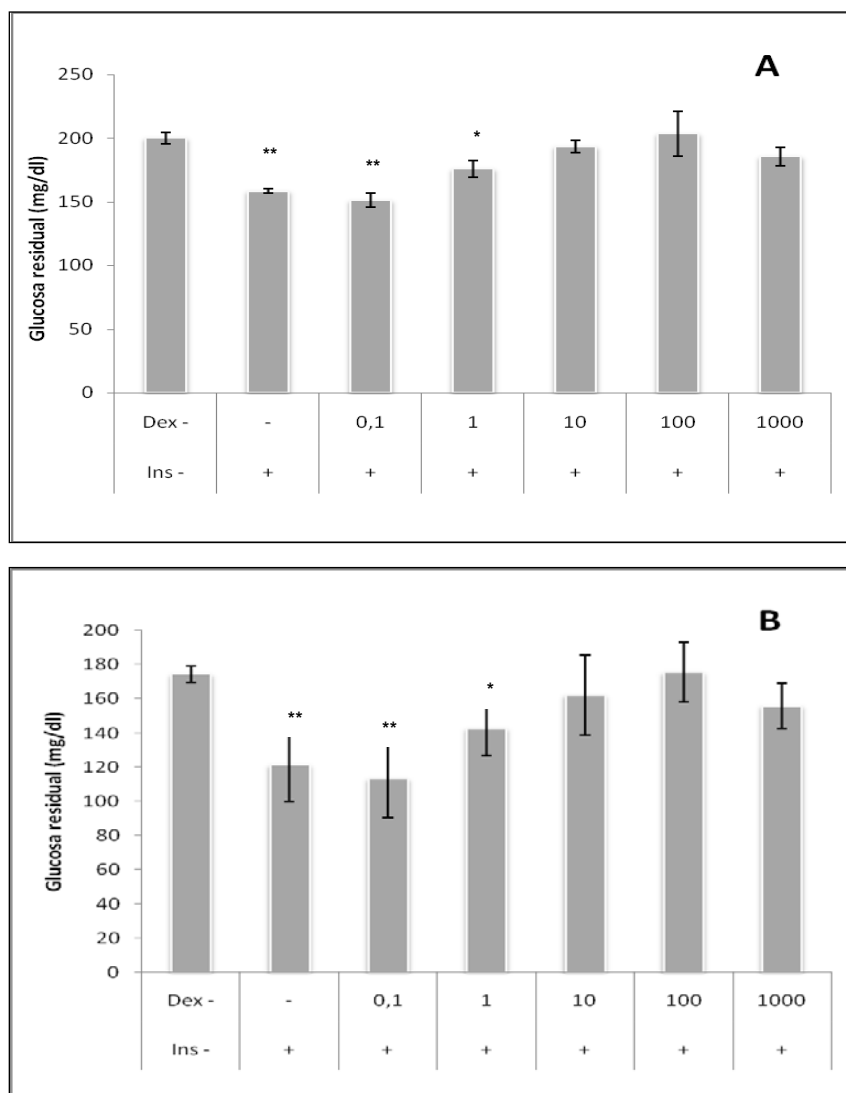 A
Glucosa residual (mg/dl)
250
200
150
100
50
0
** ** *
Dex - - 0,1 1 10 100 1000
Ins - + + + + + +
B
Glucosa residual (mg/dl)
200
180
160
140
120
100
80
60
40
20
0
** ** *
Dex - - 0,1 1 10 100 1000
Ins - + + + + + +